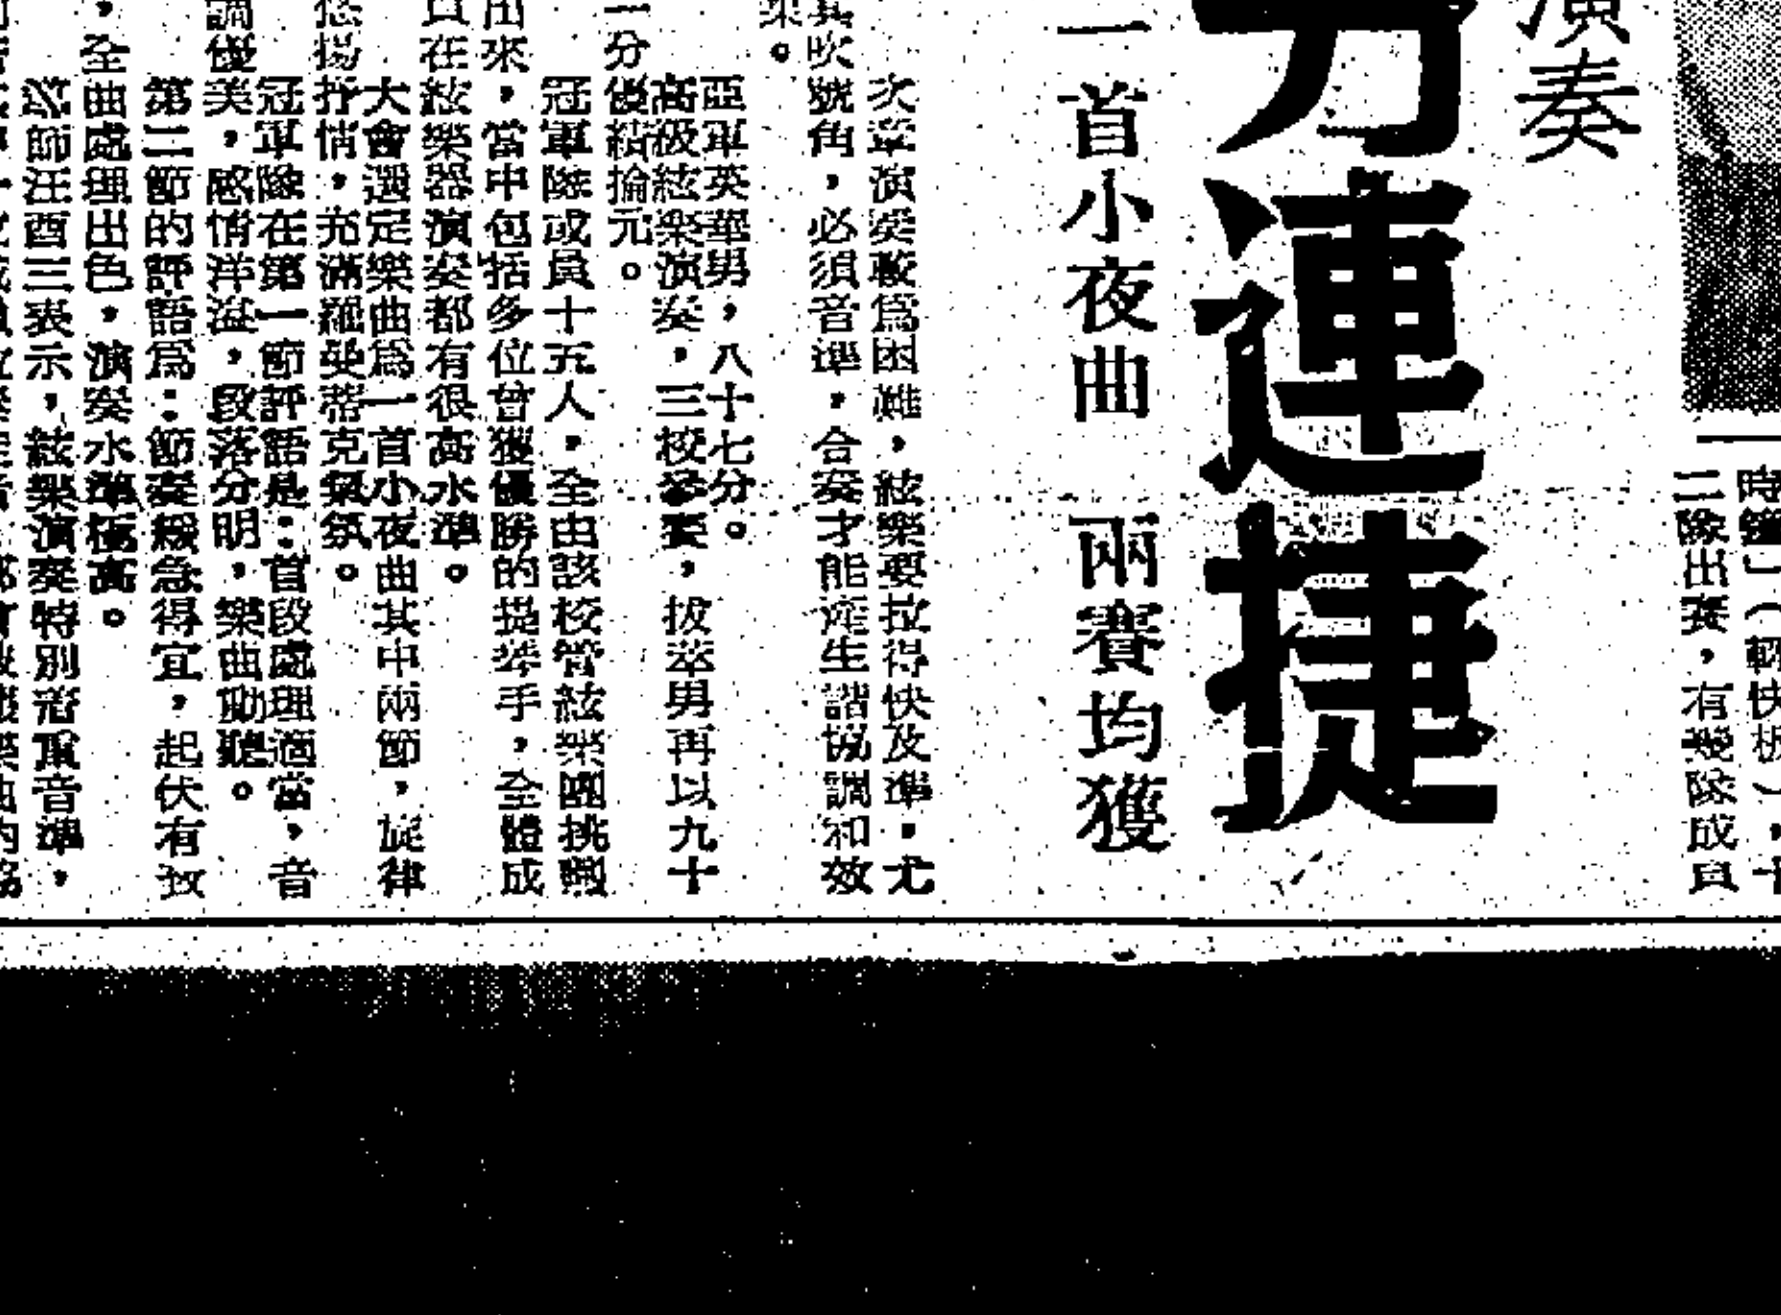 時鐘」（輕快板），十
二隊出賽，有幾隊成員
演奏
力連捷
一首小夜曲　兩賽均獲
次章演奏較爲困難，絃樂要拉得快及準，尤
其吹號角，必須音準，合奏才能產生諧協調和效
果。
亞軍英華男，八十七分。
高級絃樂演奏，三校參賽，拔萃男再以九十
一分優績掄元。
冠軍隊成員十五人，全由該校管絃樂團挑選
出來，當中包括多位曾獲優勝的提琴手，全體成
員在絃樂器演奏都有很高水準。
大會選定樂曲爲一首小夜曲其中兩節，旋律
悠揚抒情，充滿羅曼蒂克氣氛。
冠軍隊在第一節評語是：首段處理適當，音
調優美，感情洋溢，段落分明，樂曲動聽。
第二節的評語爲：節奏緩急得宜，起伏有致
，全曲處理出色，演奏水準極高。
巡師汪酉三表示，絃樂演奏特別着重音準，